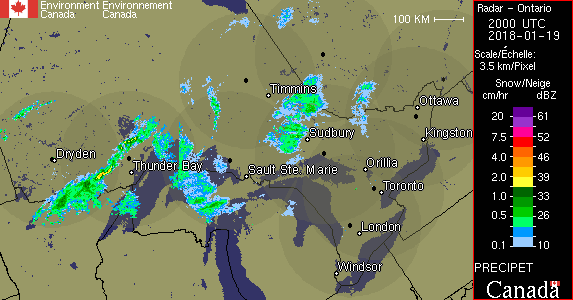 Environment Environnement
Canada Canada
100 KM
Timmins
Ottawa
Sudbury
Kingston
Dryden
Thunder Bay
Sault Ste. Marie
Orillia
Toronto
London
Windsor
Radar - Ontario
2000 UTC
2018-01-19
Scale/Échelle:
3.5 km/Pixel
Snow/Neige
cm/hr dBZ
20 61
7.5 52
4.0 46
2.0 39
1.0 33
0.5 26
0.1 10
PRECIPET
Canada